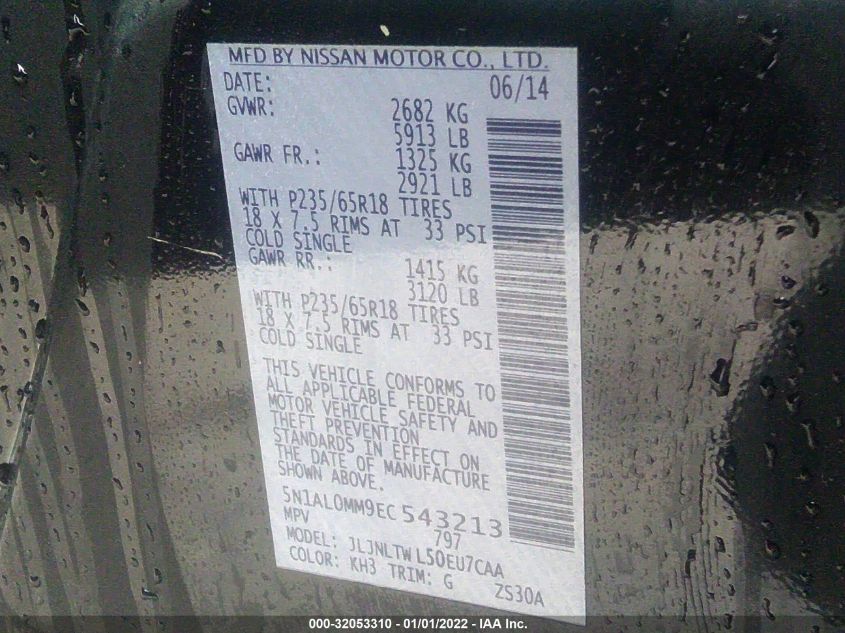 MFD BY NISSAN MOTOR CO., LTD.
DATE: 06/14
GVWR: 2682 KG
5913 LB
GAWR FR.: 1325 KG
2921 LB
WITH P235/65R18 TIRES
18 X 7.5 RIMS AT 33 PSI
COLD SINGLE
GAWR RR.: 1415 KG
3120 LB
WITH P235/65R18 TIRES
18 X 7.5 RIMS AT 33 PSI
COLD SINGLE
THIS VEHICLE CONFORMS TO
ALL APPLICABLE FEDERAL
MOTOR VEHICLE SAFETY AND
THEFT PREVENTION
STANDARDS IN EFFECT ON
THE DATE OF MANUFACTURE
SHOWN ABOVE.
5N1AL0MM9EC543213
MPV 797
MODEL: JLJNLTWL50EU7CAA
COLOR: KH3 TRIM: G ZS30A
000-32053310 - 01/01/2022 - IAA Inc.